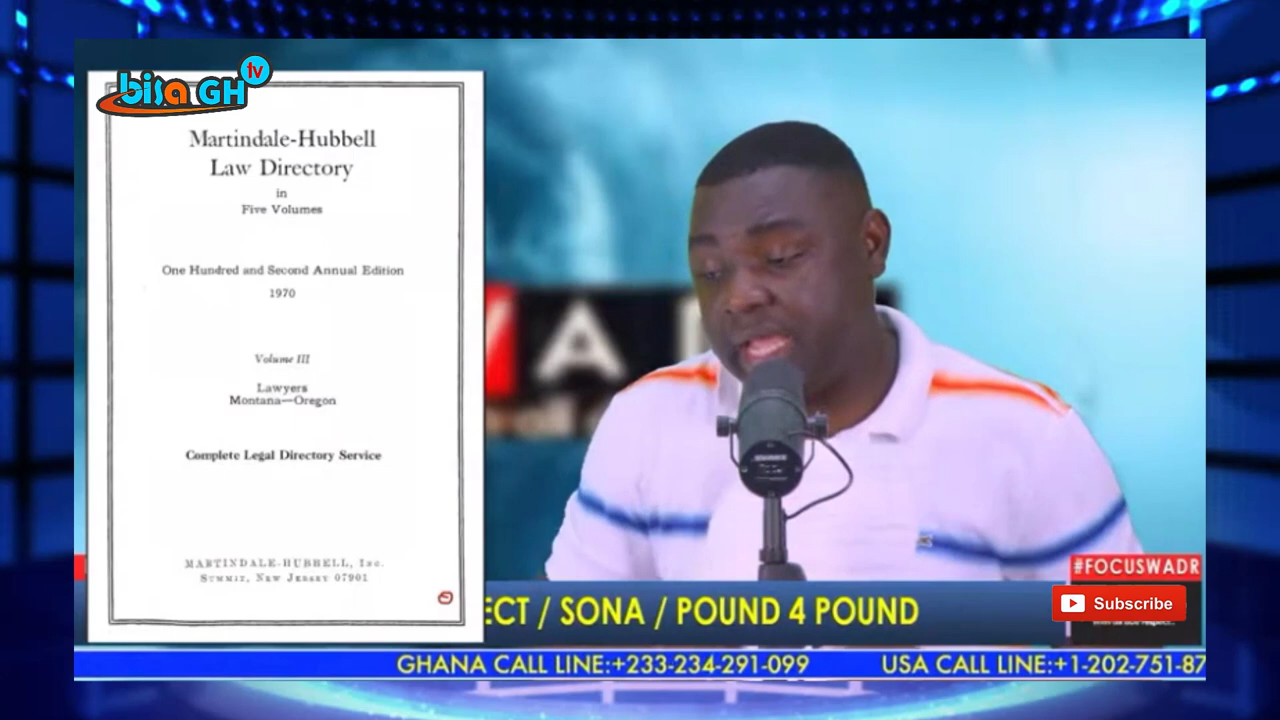 bisa GH tv
Martindale-Hubbell
Law Directory
in
Five Volumes
One Hundred and Second Annual Edition
1970
Volume III
Lawyers
Montana—Oregon
Complete Legal Directory Service
MARTINDALE-HUBBELL, Inc.
Summit, New Jersey 07901
#FOCUSWADR
Subscribe
ECT / SONA / POUND 4 POUND
GHANA CALL LINE:+233-234-291-099
USA CALL LINE:+1-202-751-87